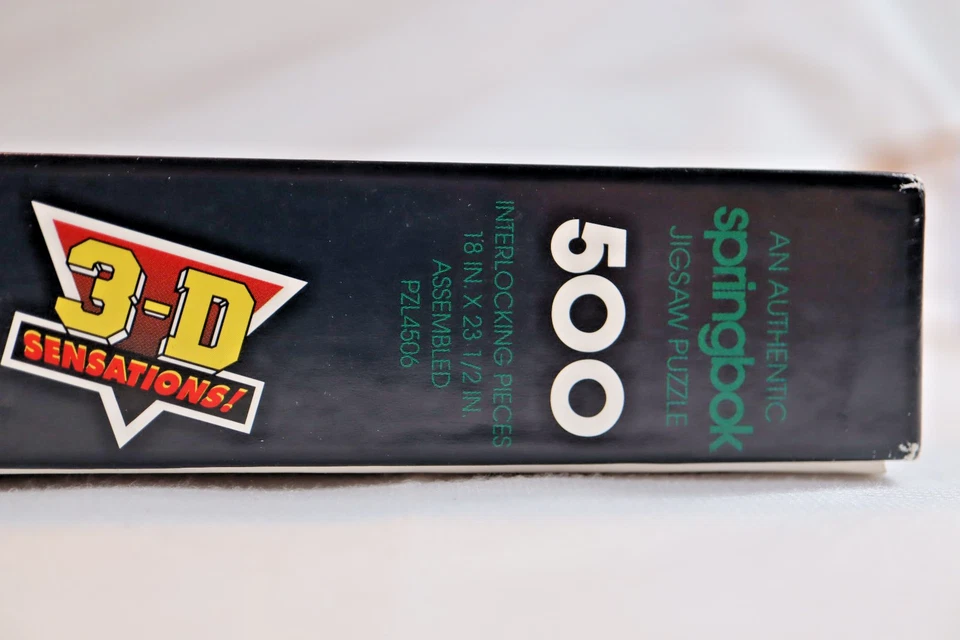 3-D
SENSATIONS!
AN AUTHENTIC
springbok
JIGSAW PUZZLE
500
INTERLOCKING PIECES
18 IN. X 23 1/2 IN.
ASSEMBLED
PZL4506